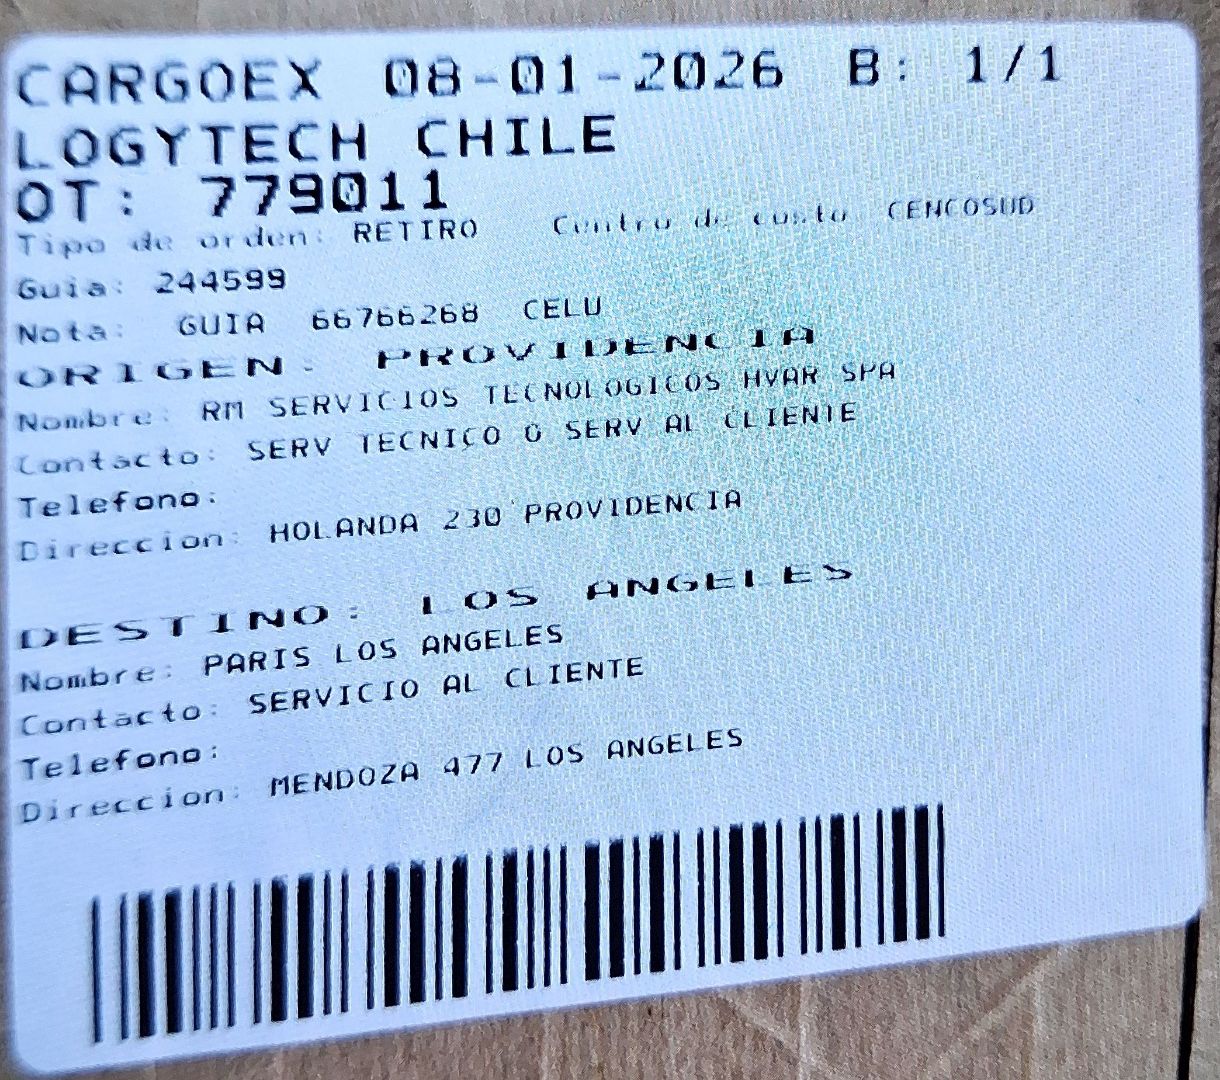 CARGOEX 08-01-2026 B: 1/1
LOGYTECH CHILE
OT: 779011
Tipo de orden: RETIRO Centro de costo CENCOSUD
Guia: 244599
Nota: GUIA 66766268 CELU
ORIGEN: PROVIDENCIA
Nombre: RM SERVICIOS TECNOLOGICOS HVAR SPA
Contacto: SERV TECNICO O SERV AL CLIENTE
Telefono:
Direccion: HOLANDA 230 PROVIDENCIA
DESTINO: LOS ANGELES
Nombre: PARIS LOS ANGELES
Contacto: SERVICIO AL CLIENTE
Telefono:
Direccion: MENDOZA 477 LOS ANGELES